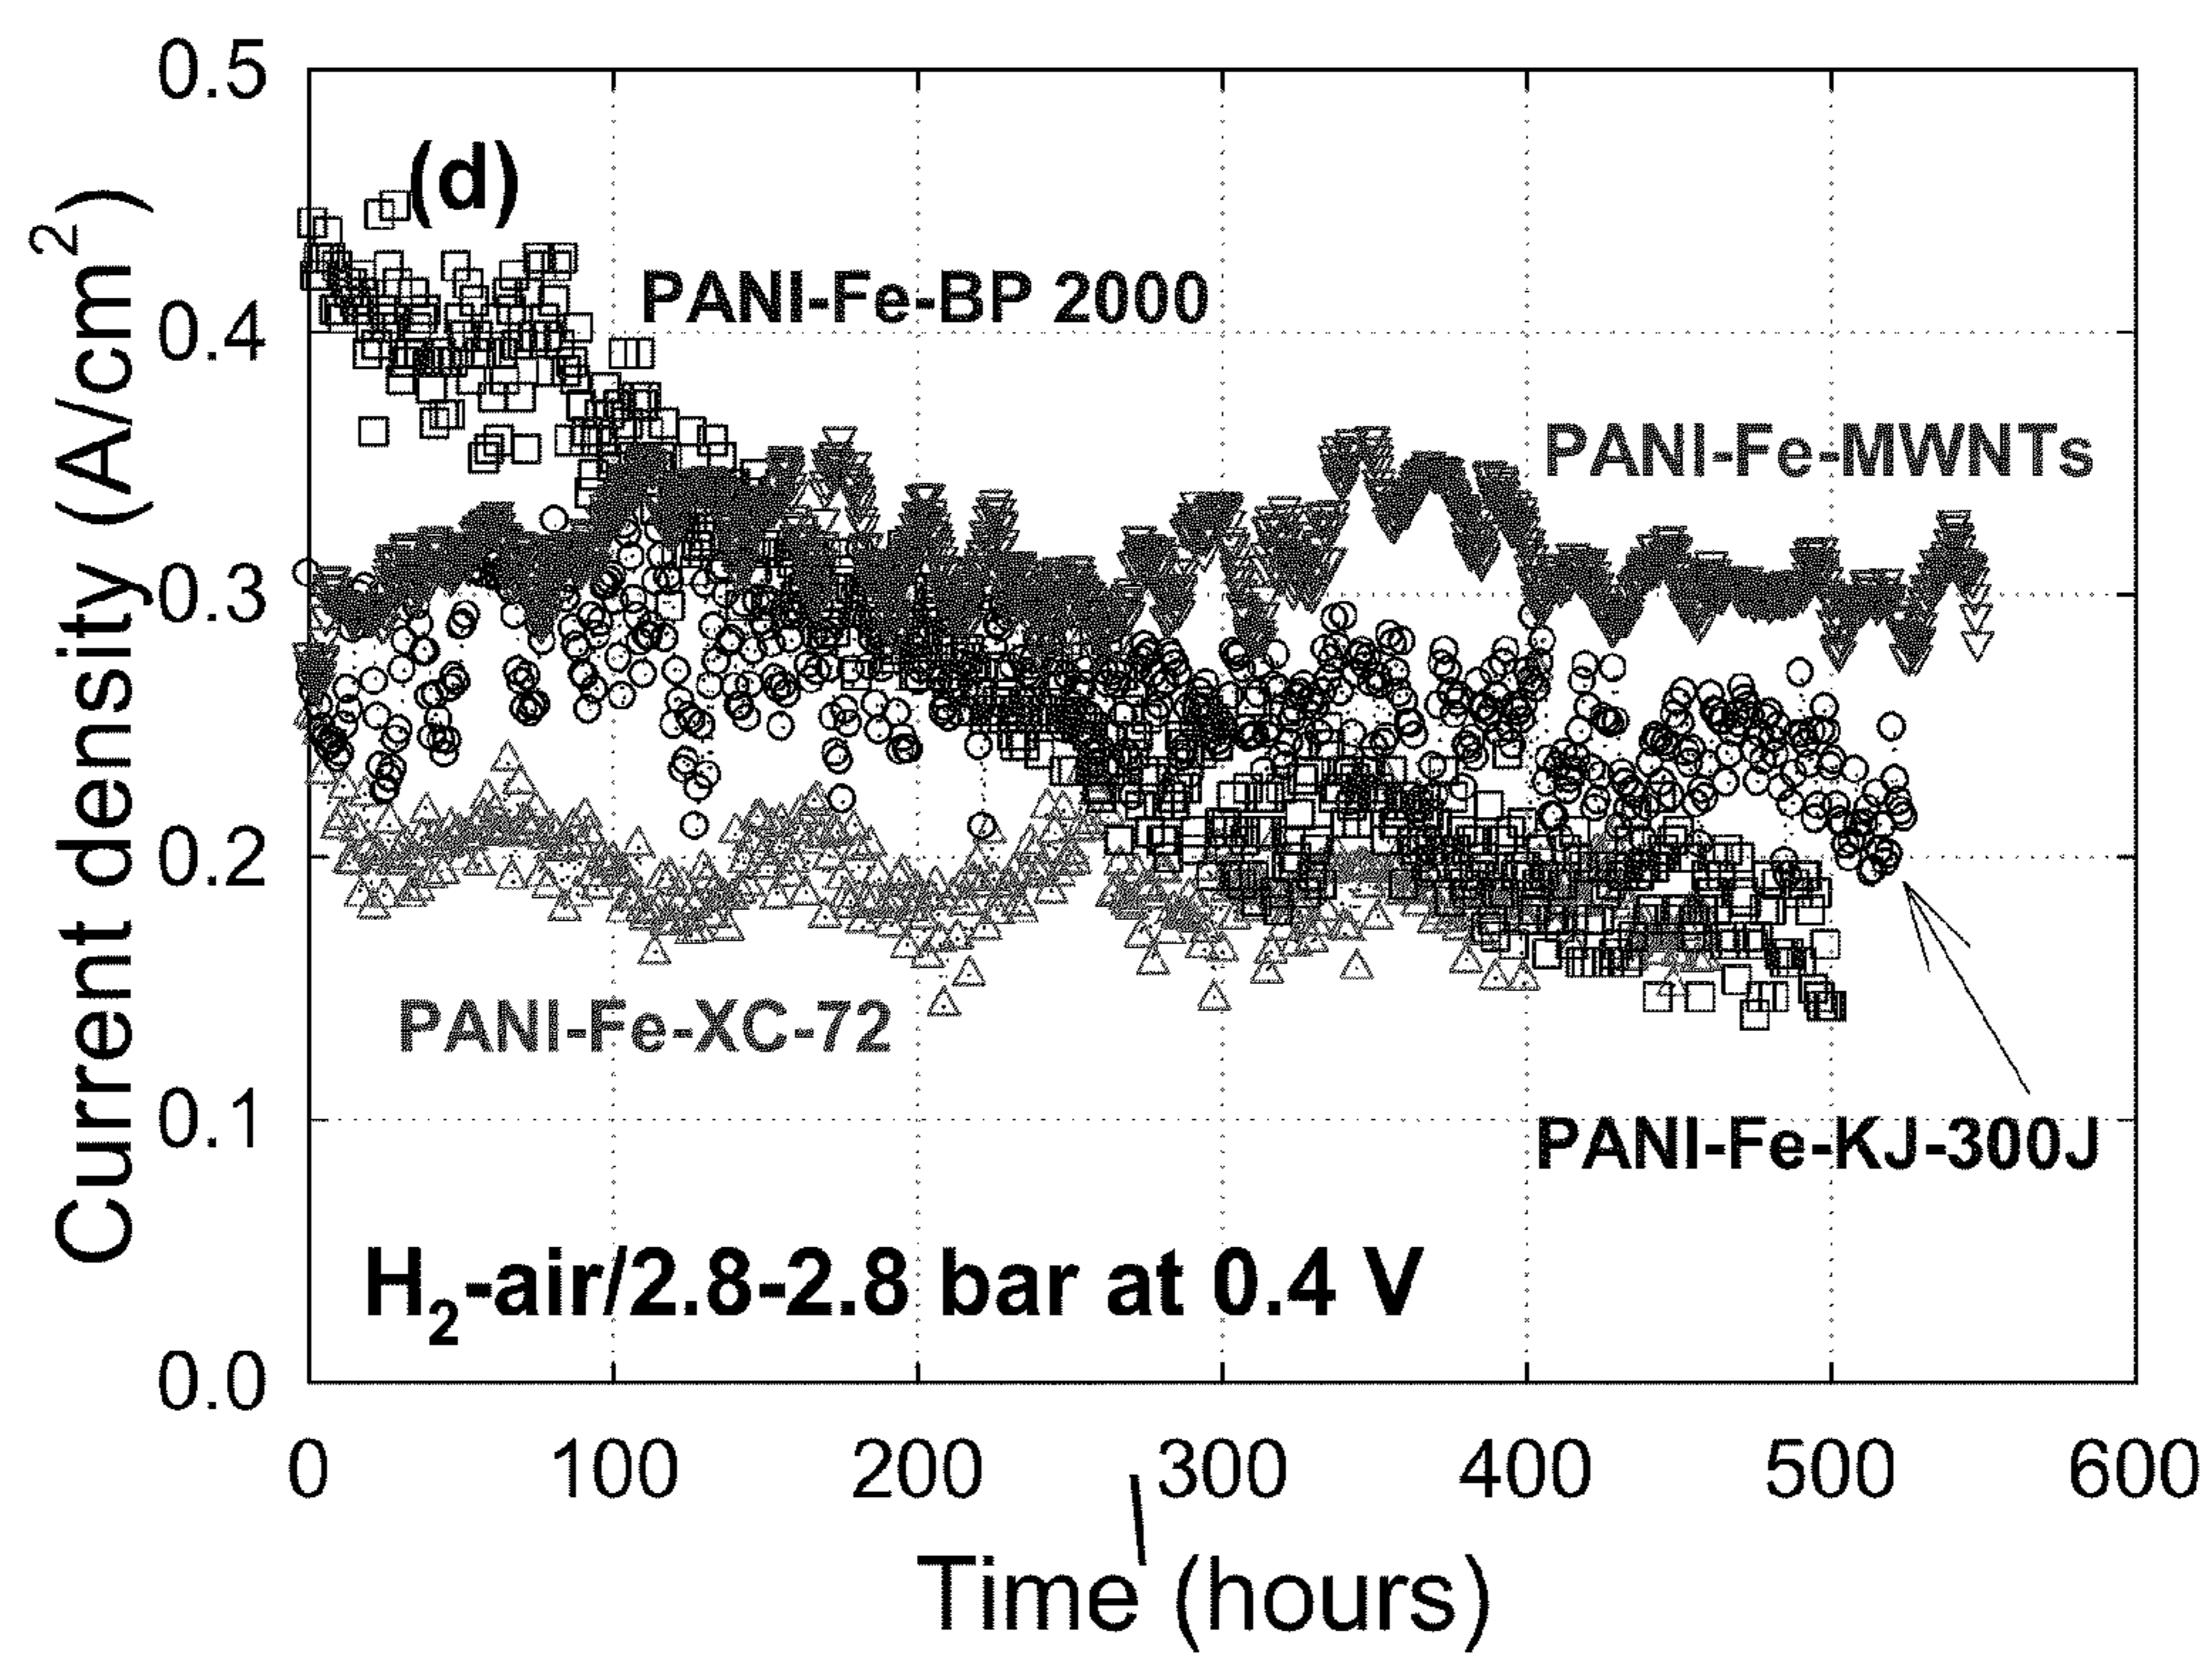 0.5
(d)
PANI-Fe-BP 2000
0.4
PANI-Fe-MWNTs
0.3
0.2
PANI-Fe-XC-72
0.1
PANI-Fe-KJ-300J
H2-air/2.8-2.8 bar at 0.4 V
0.0
0 100 200 300 400 500 600
Time (hours)
Current density (A/cm²)